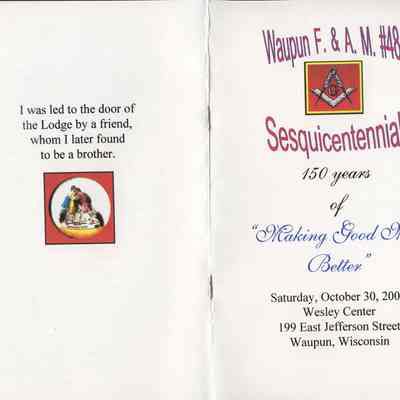 I was led to the door of
the Lodge by a friend,
whom I later found
to be a brother.
Waupun F. & A. M. #48
Sesquicentennial
150 years
of
"Making Good M
Better"
Saturday, October 30, 200
Wesley Center
199 East Jefferson Street
Waupun, Wisconsin